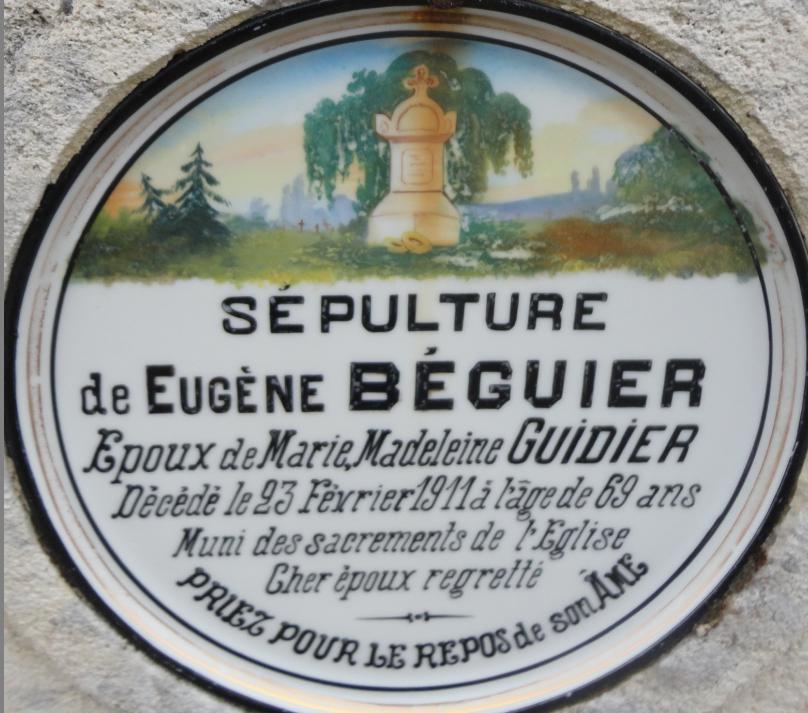 SÉPULTURE
de EUGÈNE BÉGUIER
Epoux de Marie, Madeleine GUIDIER
Décédé le 23 Février 1911 à l'âge de 69 ans
Muni des sacrements de l'Eglise
Cher époux regretté
PRIEZ POUR LE REPOS de son ÂME